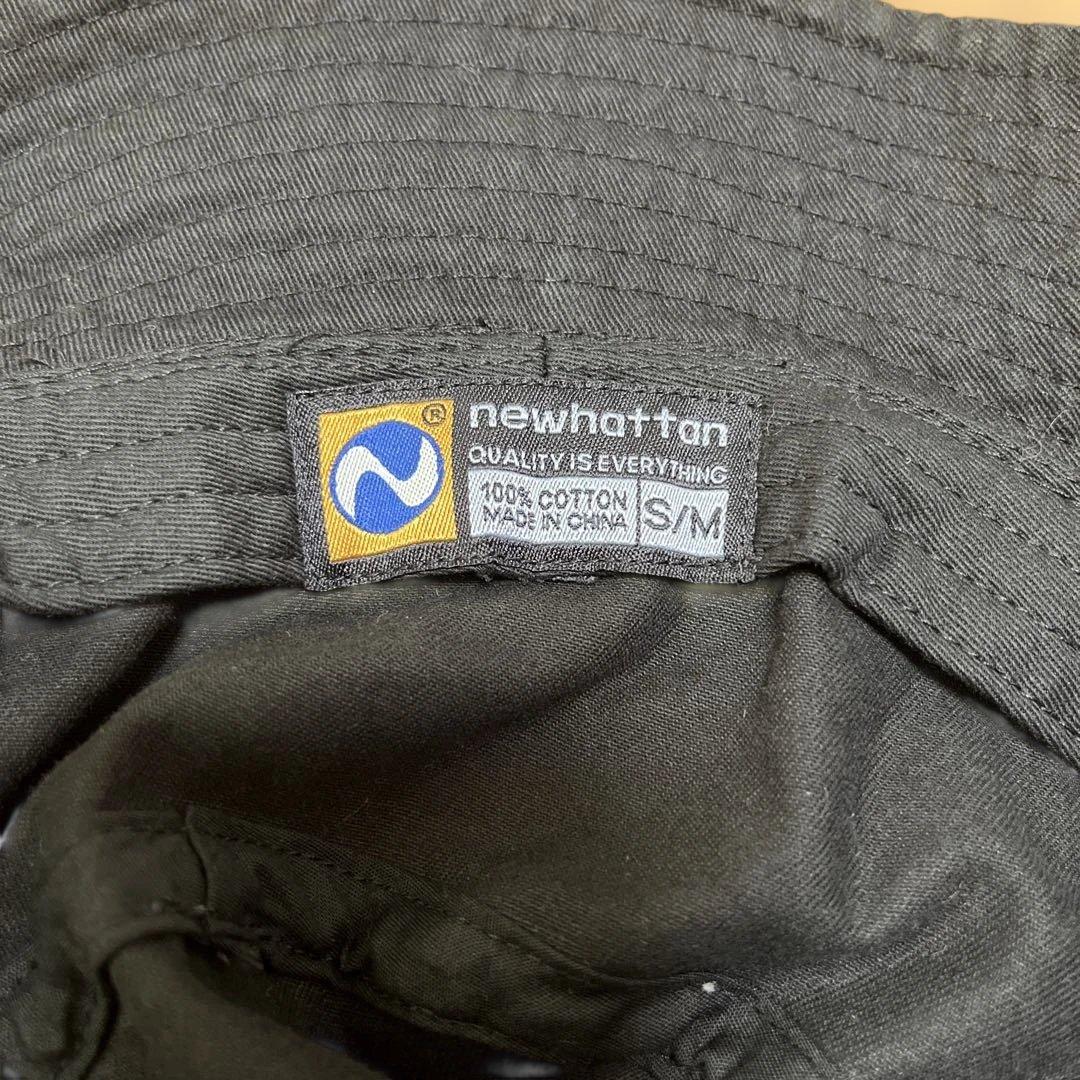 ®
newhattan
QUALITY IS EVERYTHING
100% COTTON
MADE IN CHINA
S/M